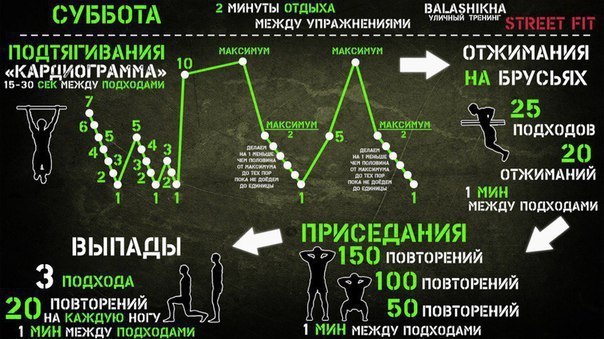 СУББОТА
2 МИНУТЫ ОТДЫХА
МЕЖДУ УПРАЖНЕНИЯМИ
BALASHIKHA
УЛИЧНЫЙ ТРЕНИНГ
STREET FIT
ПОДТЯГИВАНИЯ
«КАРДИОГРАММА»
15-30 СЕК МЕЖДУ ПОДХОДАМИ
7
6
5
4
3
2
1
5
4
3
2
1
3
2
1
10
1
МАКСИМУМ
МАКСИМУМ
2
ДЕЛАЕМ
НА 1 МЕНЬШЕ
ЧЕМ ПОЛОВИНА
ОТ МАКСИМУМА
ДО ТЕХ ПОР
ПОКА НЕ ДОЙДЕМ
ДО ЕДИНИЦЫ
1
5
МАКСИМУМ
1
МАКСИМУМ
2
ДЕЛАЕМ
НА 1 МЕНЬШЕ
ЧЕМ ПОЛОВИНА
ОТ МАКСИМУМА
ДО ТЕХ ПОР
ПОКА НЕ ДОЙДЕМ
ДО ЕДИНИЦЫ
1
ОТЖИМАНИЯ
НА БРУСЬЯХ
25
ПОДХОДОВ
20
ОТЖИМАНИЙ
1 МИН
МЕЖДУ ПОДХОДАМИ
ПРИСЕДАНИЯ
150 ПОВТОРЕНИЙ
100 ПОВТОРЕНИЙ
50 ПОВТОРЕНИЙ
1 МИН МЕЖДУ ПОДХОДАМИ
ВЫПАДЫ
3 ПОДХОДА
20 ПОВТОРЕНИЙ
НА КАЖДУЮ НОГУ
1 МИН МЕЖДУ ПОДХОДАМИ